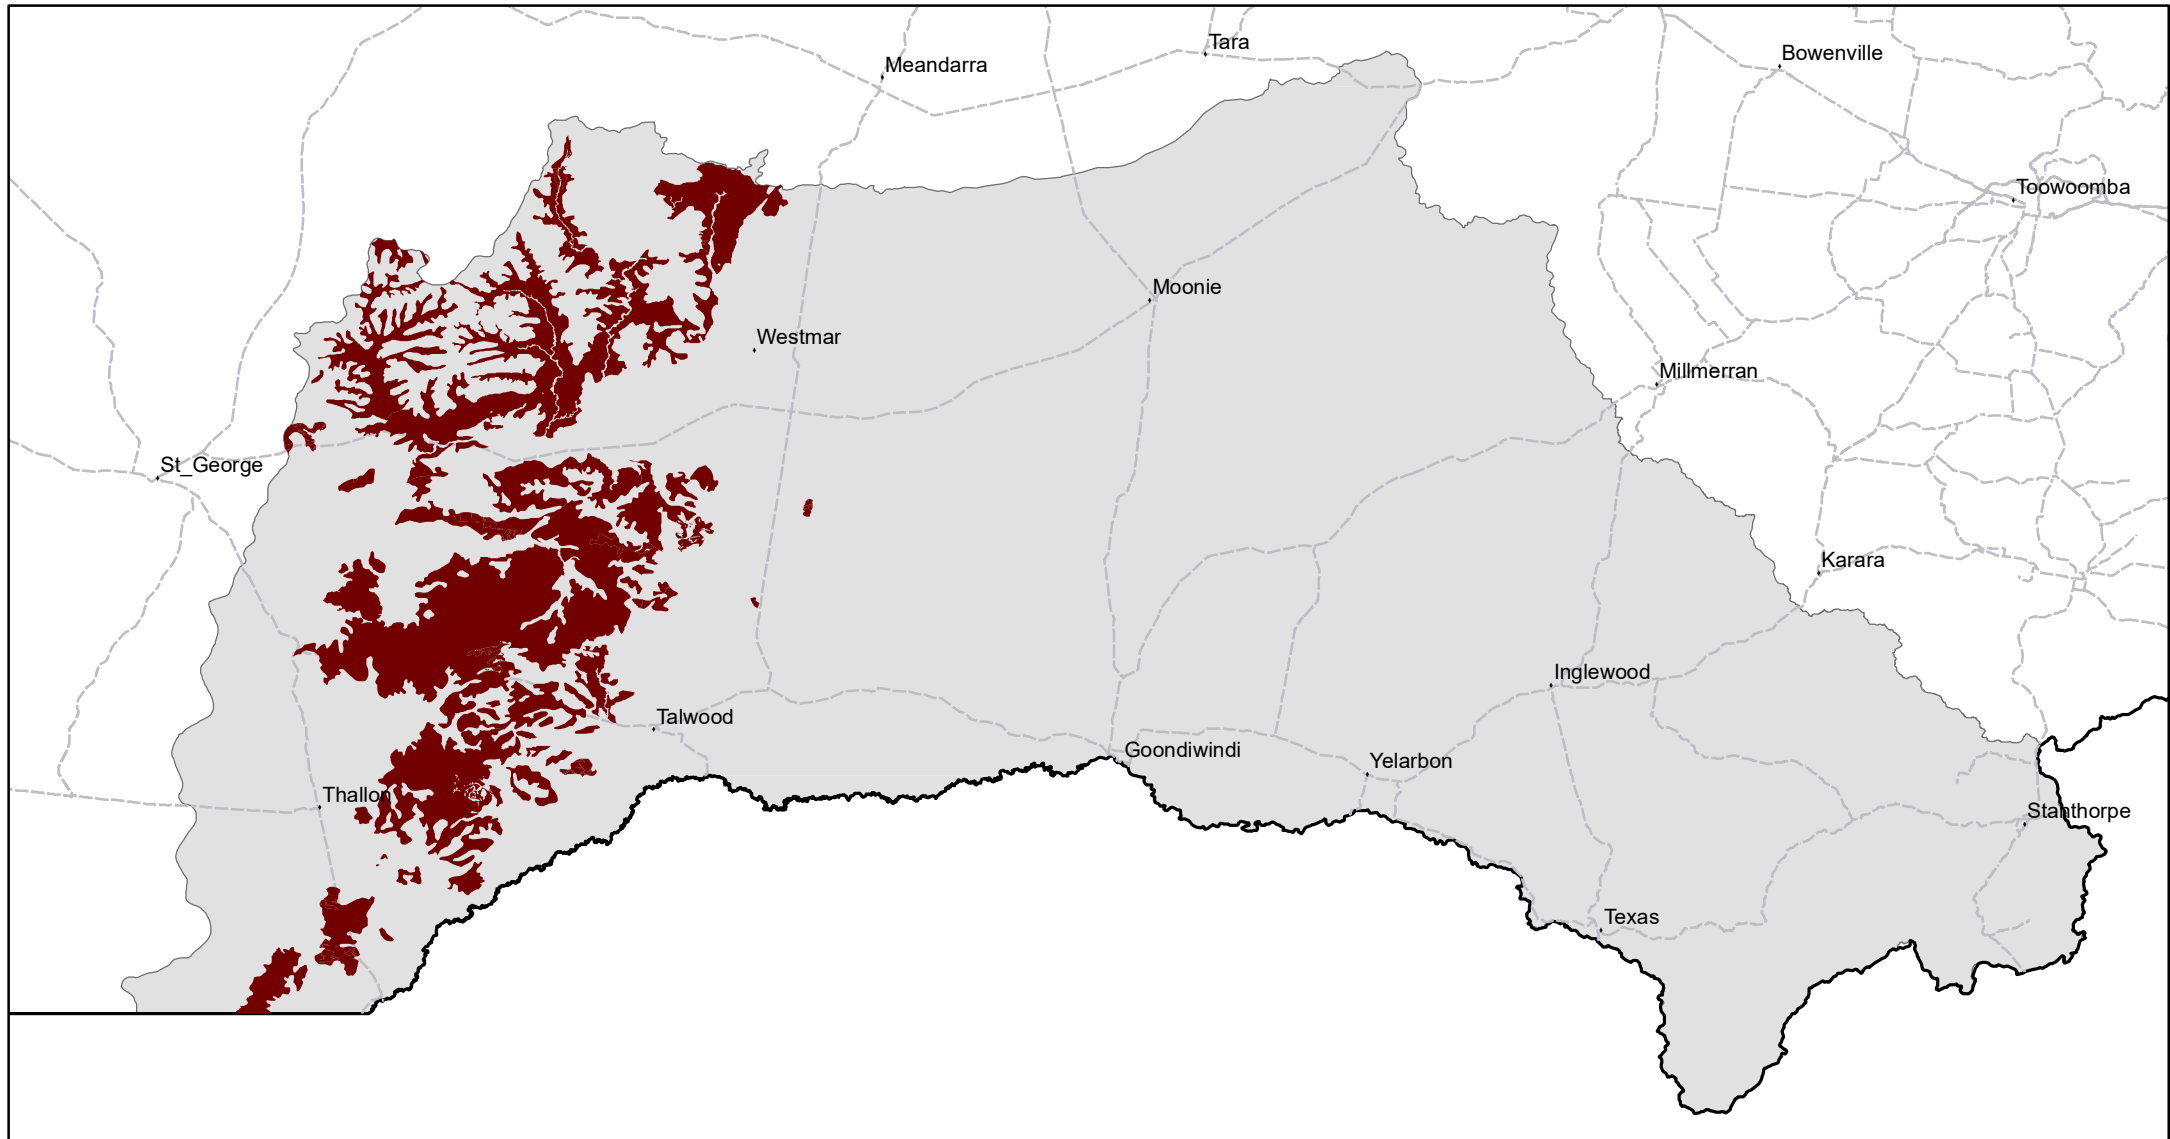 Tara
Bowenville
Meandarra
Toowoomba
Moonie
Westmar
Millmerran
St_George
Karara
Inglewood
Talwood
Goondiwindi
Yelarbon
Thallon
Stanthorpe
Texas